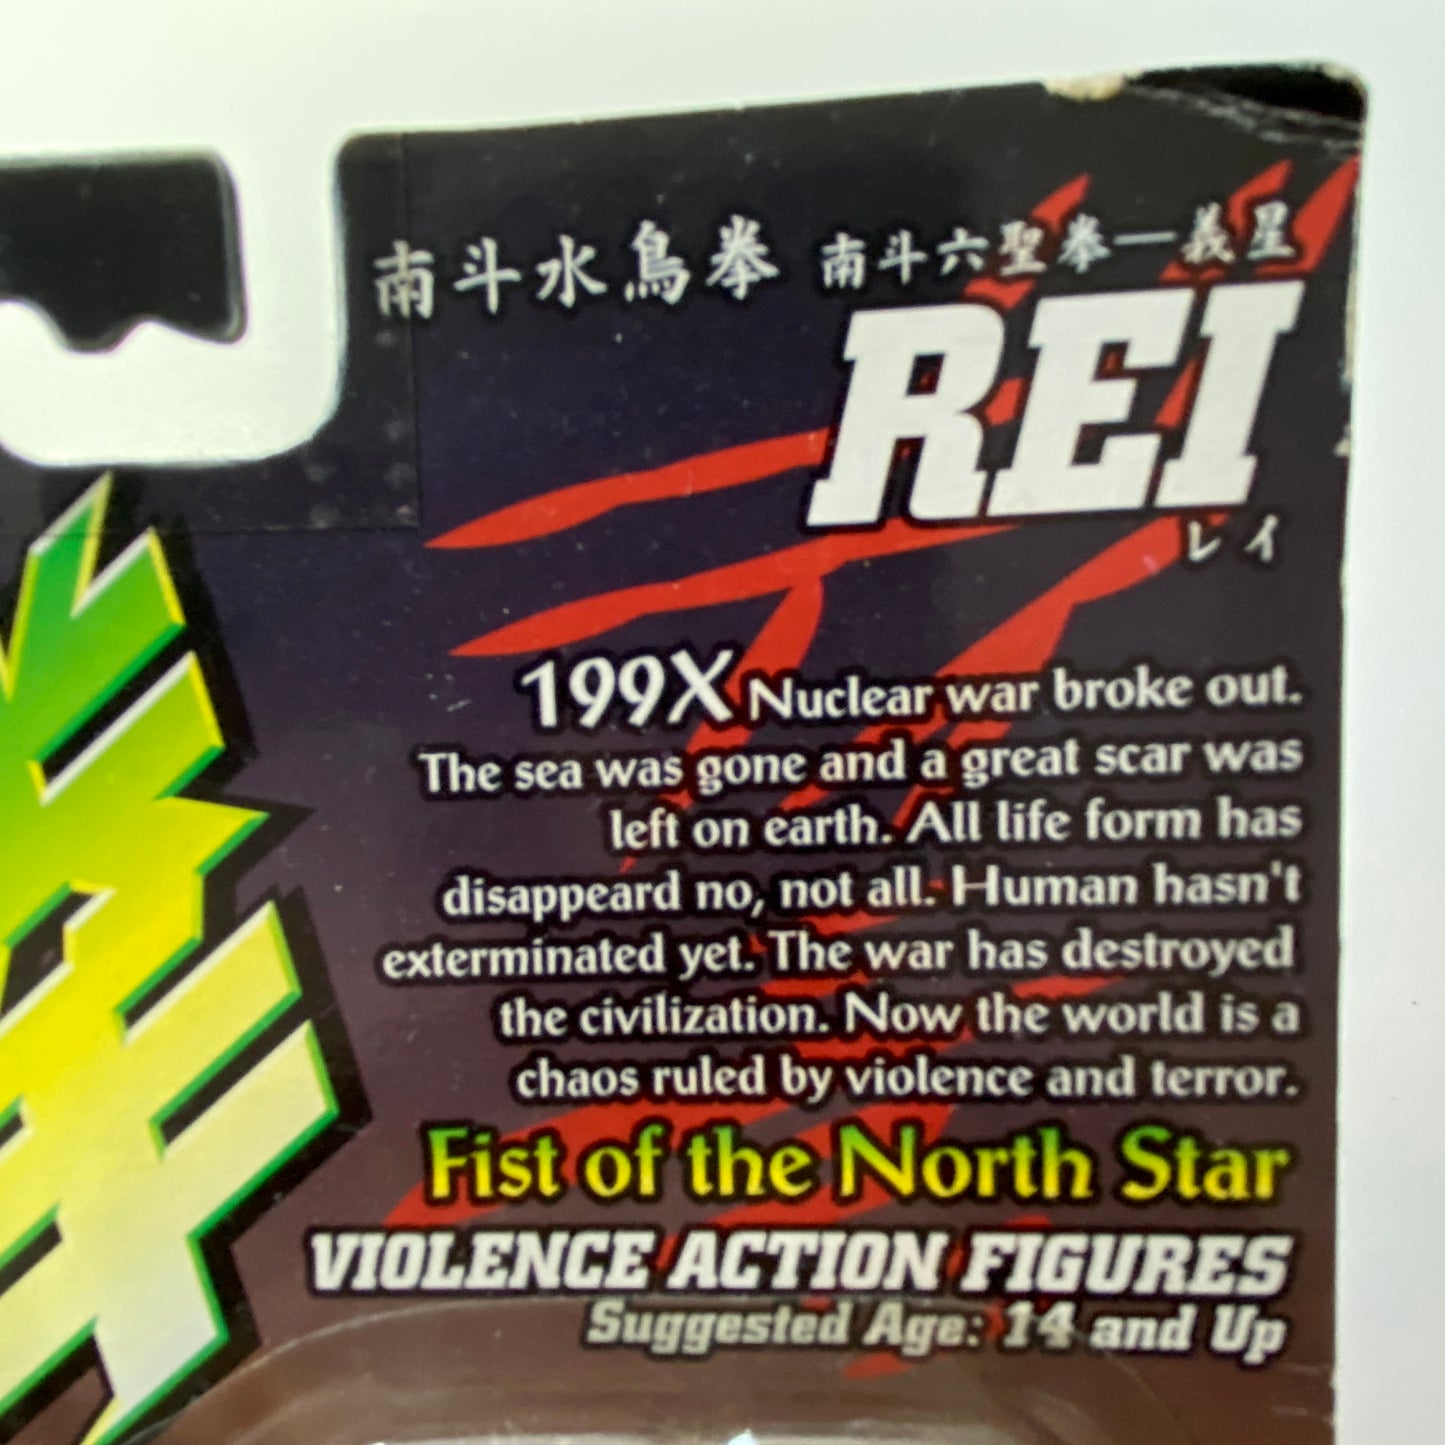 南斗水鳥拳 南斗六聖拳一義星
REI
レイ
199X Nuclear war broke out.
The sea was gone and a great scar was
left on earth. All life form has
disappeard no, not all. Human hasn't
exterminated yet. The war has destroyed
the civilization. Now the world is a
chaos ruled by violence and terror.
Fist of the North Star
VIOLENCE ACTION FIGURES
Suggested Age: 14 and Up